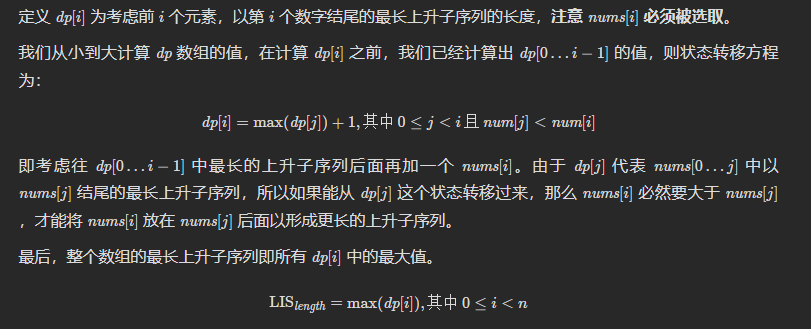 定义 dp[i] 为考虑前 i 个元素，以第 i 个数字结尾的最长上升子序列的长度，注意 nums[i] 必须被选取。
我们从小到大计算 dp 数组的值，在计算 dp[i] 之前，我们已经计算出 dp[0…i−1] 的值，则状态转移方程
为：
dp[i] = max(dp[j]) + 1, 其中 0 ≤ j < i 且 num[j] < num[i]
即考虑往 dp[0…i−1] 中最长的上升子序列后面再加一个 nums[i]。由于 dp[j] 代表 nums[0…j] 中以
nums[j] 结尾的最长上升子序列，所以如果能从 dp[j] 这个状态转移过来，那么 nums[i] 必然要大于 nums[j]
，才能将 nums[i] 放在 nums[j] 后面以形成更长的上升子序列。
最后，整个数组的最长上升子序列即所有 dp[i] 中的最大值。
LIS_length = max(dp[i]), 其中 0 ≤ i < n